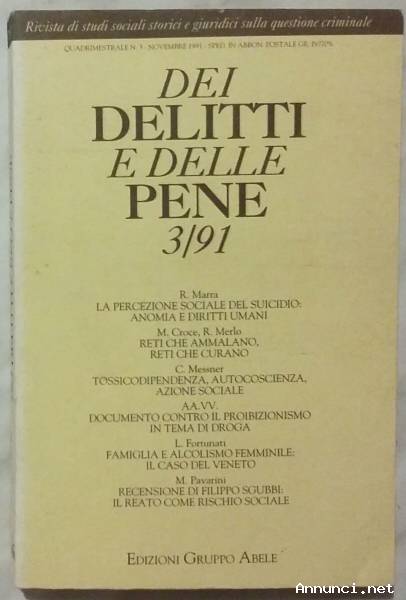 Rivista di studi sociali storici e giuridici sulla questione criminale
QUADRIMESTRALE N. 3 - NOVEMBRE 1991 - SPED. IN ABBON. POSTALE GR. IV/70%
DEI
DELITTI
E DELLE
PENE
3/91
R. Marra
LA PERCEZIONE SOCIALE DEL SUICIDIO:
ANOMIA E DIRITTI UMANI
M. Croce, R. Merlo
RETI CHE AMMALANO,
RETI CHE CURANO
C. Messner
TOSSICODIPENDENZA, AUTOCOSCIENZA,
AZIONE SOCIALE
AA.VV.
DOCUMENTO CONTRO IL PROIBIZIONISMO
IN TEMA DI DROGA
L. Fortunati
FAMIGLIA E ALCOLISMO FEMMINILE:
IL CASO DEL VENETO
M. Pavarini
RECENSIONE DI FILIPPO SGUBBI:
IL REATO COME RISCHIO SOCIALE
EDIZIONI GRUPPO ABELE
Annunci.net